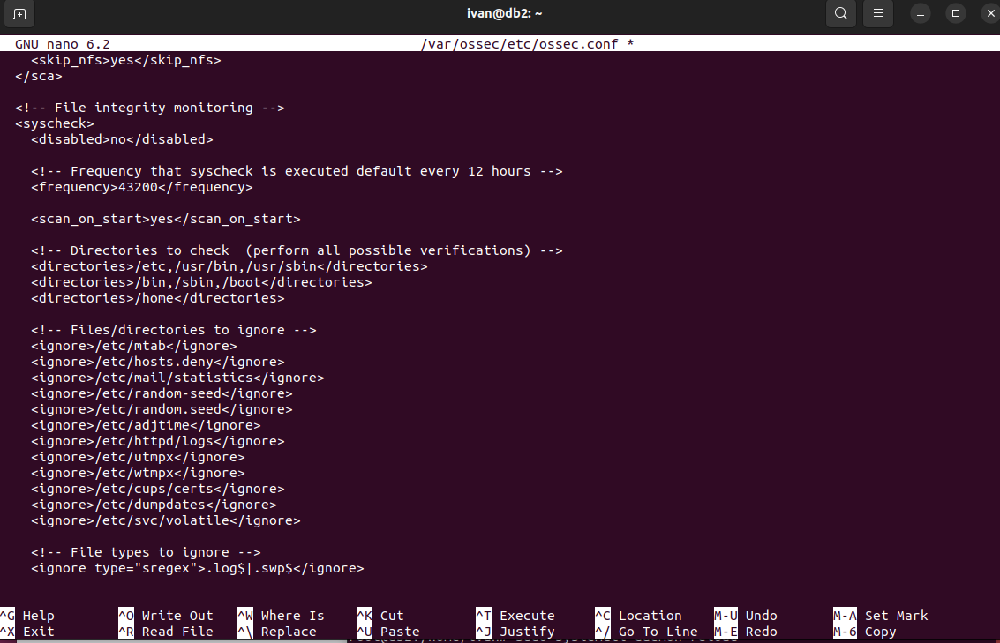 ivan@db2: ~
GNU nano 6.2 /var/ossec/etc/ossec.conf *
<skip_nfs>yes</skip_nfs>
</sca>
<!-- File integrity monitoring -->
<syscheck>
<disabled>no</disabled>
<!-- Frequency that syscheck is executed default every 12 hours -->
<frequency>43200</frequency>
<scan_on_start>yes</scan_on_start>
<!-- Directories to check  (perform all possible verifications) -->
<directories>/etc,/usr/bin,/usr/sbin</directories>
<directories>/bin,/sbin,/boot</directories>
<directories>/home</directories>
<!-- Files/directories to ignore -->
<ignore>/etc/mtab</ignore>
<ignore>/etc/hosts.deny</ignore>
<ignore>/etc/mail/statistics</ignore>
<ignore>/etc/random-seed</ignore>
<ignore>/etc/random.seed</ignore>
<ignore>/etc/adjtime</ignore>
<ignore>/etc/httpd/logs</ignore>
<ignore>/etc/utmpx</ignore>
<ignore>/etc/wtmpx</ignore>
<ignore>/etc/cups/certs</ignore>
<ignore>/etc/dumpdates</ignore>
<ignore>/etc/svc/volatile</ignore>
<!-- File types to ignore -->
<ignore type="sregex">.log$|.swp$</ignore>
^G Help ^O Write Out ^W Where Is ^K Cut ^T Execute ^C Location M-U Undo M-A Set Mark
^X Exit ^R Read File ^\ Replace ^U Paste ^J Justify ^/ Go To Line M-E Redo M-6 Copy